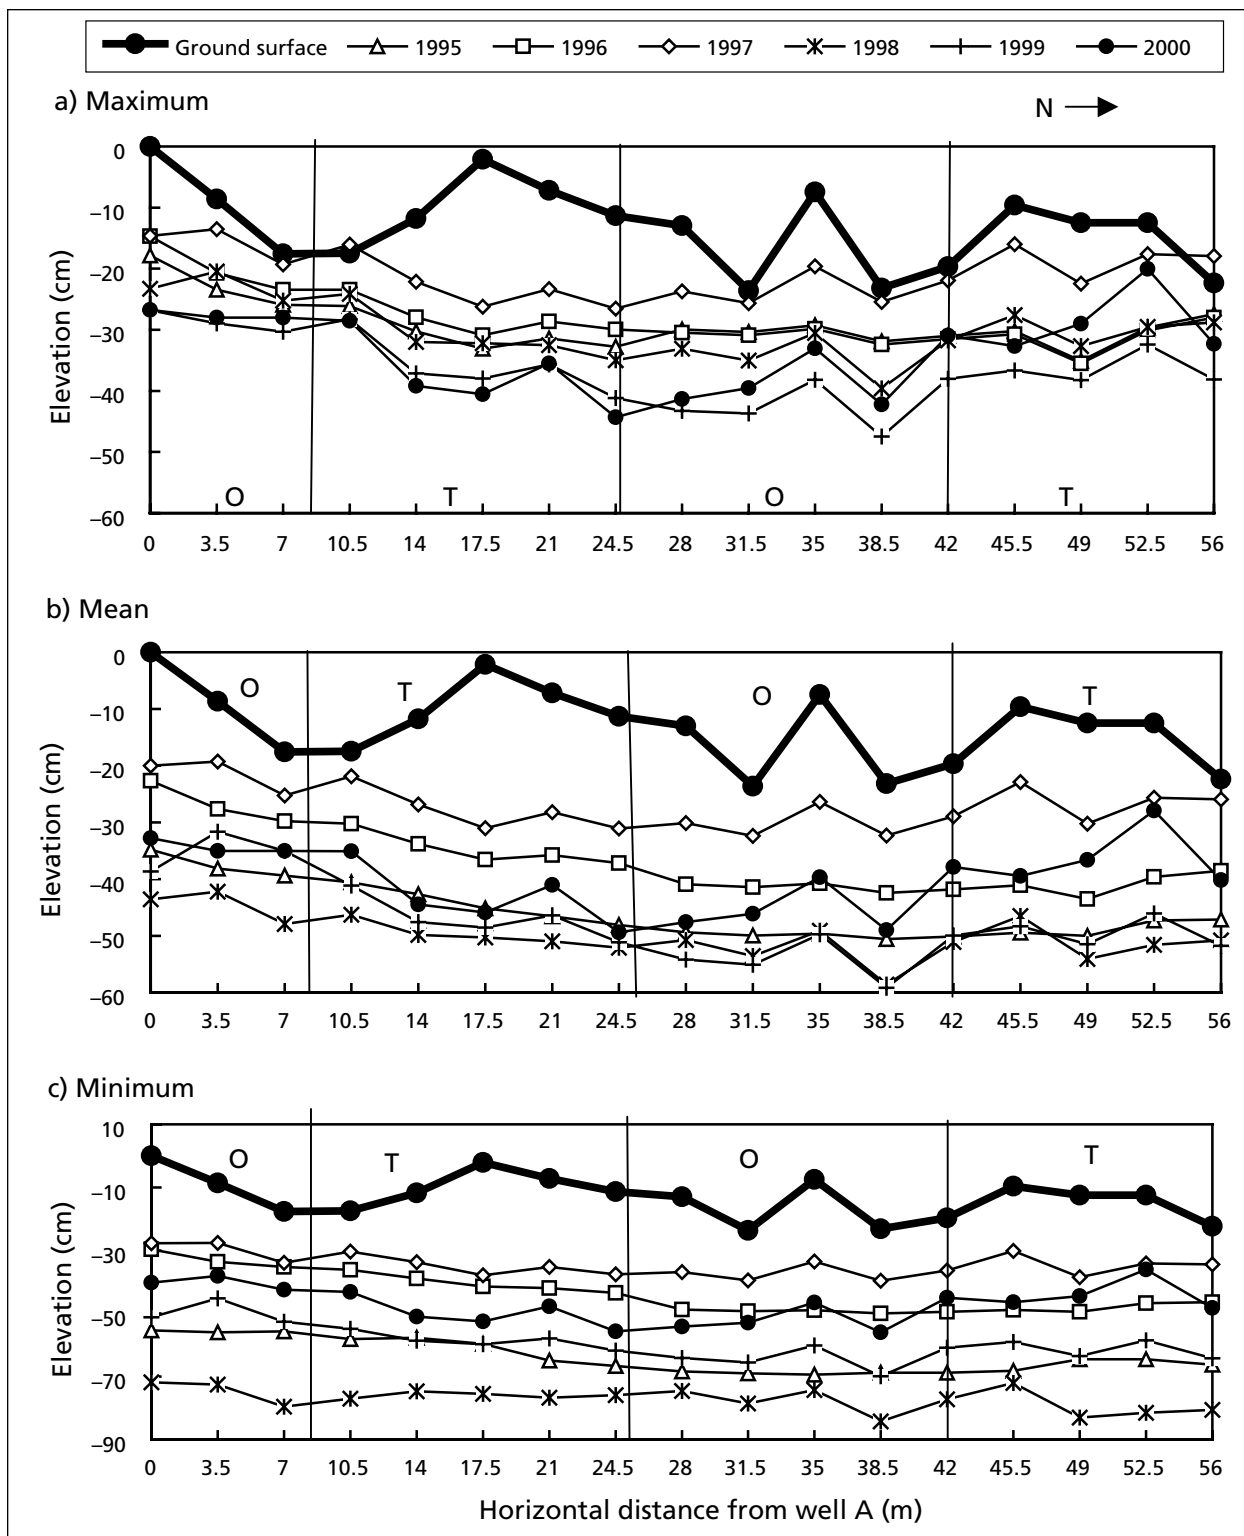 Ground surface 1995 1996 1997 1998 1999 2000
a) Maximum
N
0
−10
−20
−30
−40
−50
−60
Elevation (cm)
O T O T
0 3.5 7 10.5 14 17.5 21 24.5 28 31.5 35 38.5 42 45.5 49 52.5 56
b) Mean
0
−10
−20
−30
−40
−50
−60
Elevation (cm)
O T O T
0 3.5 7 10.5 14 17.5 21 24.5 28 31.5 35 38.5 42 45.5 49 52.5 56
c) Minimum
10
−10
−30
−50
−70
−90
Elevation (cm)
O T O T
0 3.5 7 10.5 14 17.5 21 24.5 28 31.5 35 38.5 42 45.5 49 52.5 56
Horizontal distance from well A (m)